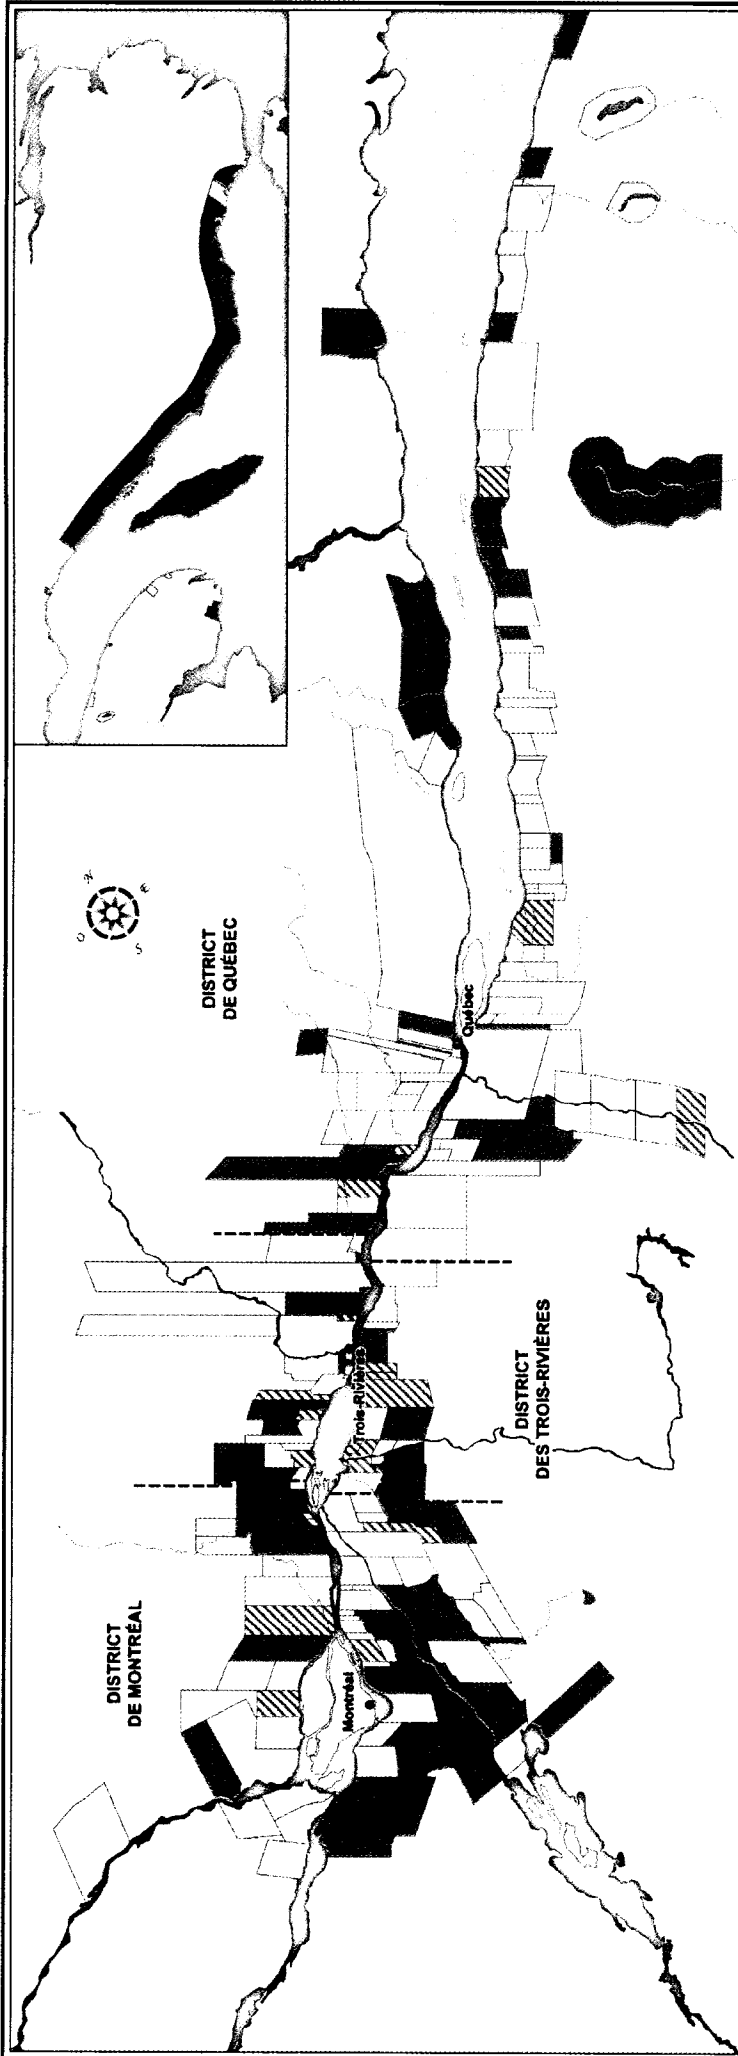 N
E
S
O
DISTRICT
DE QUÉBEC
Québec
DISTRICT
DES TROIS-RIVIÈRES
Trois-Rivières
DISTRICT
DE MONTRÉAL
Montréal